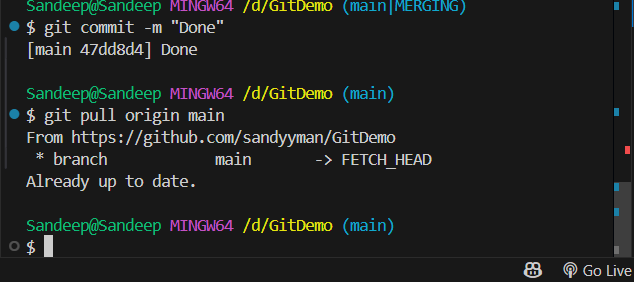 Sandeep@Sandeep MINGW64 /d/GitDemo (main|MERGING)
$ git commit -m "Done"
[main 47dd8d4] Done
Sandeep@Sandeep MINGW64 /d/GitDemo (main)
$ git pull origin main
From https://github.com/sandyyman/GitDemo
 * branch            main       -> FETCH_HEAD
Already up to date.
Sandeep@Sandeep MINGW64 /d/GitDemo (main)
$
Go Live